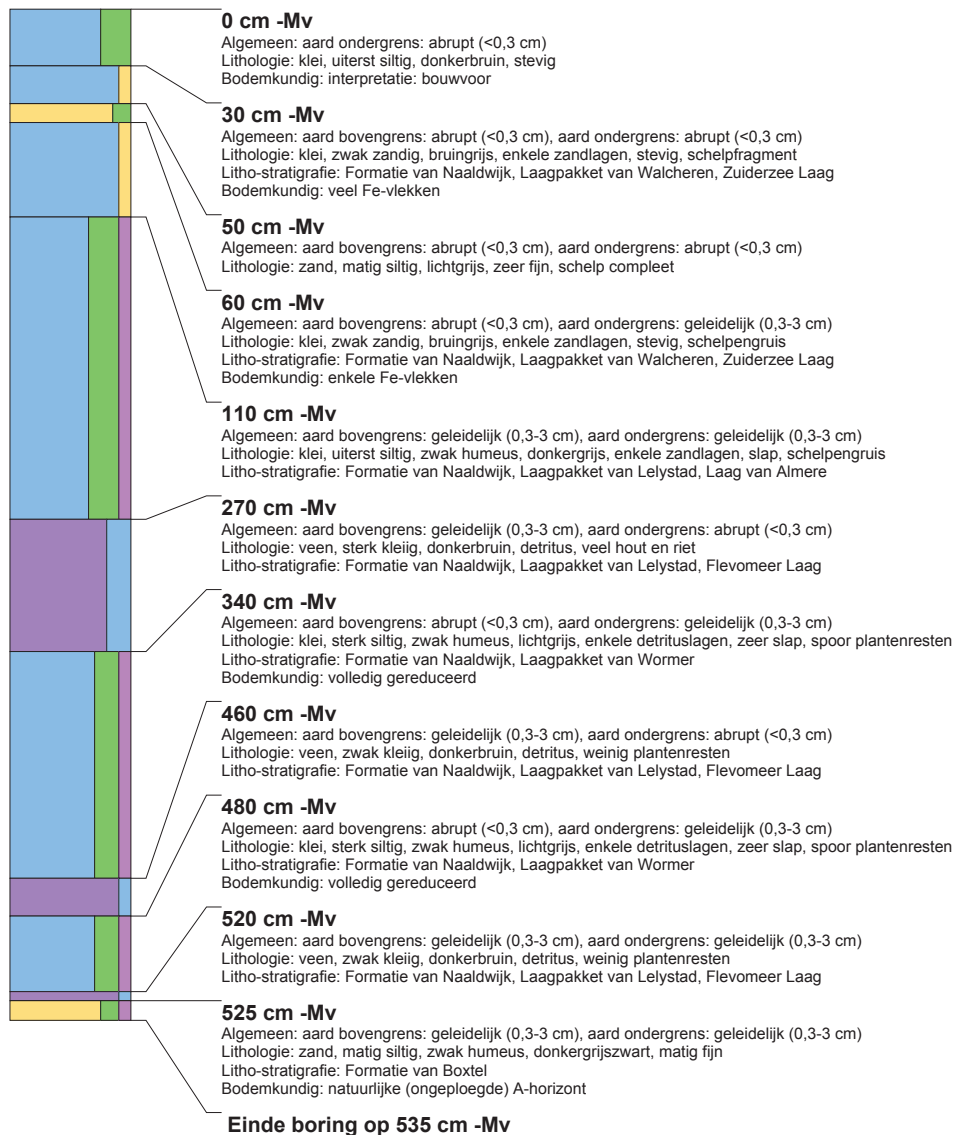 0 cm -Mv
Algemeen: aard ondergrens: abrupt (<0,3 cm)
Lithologie: klei, uiterst siltig, donkerbruin, stevig
Bodemkundig: interpretatie: bouwvoor
30 cm -Mv
Algemeen: aard bovengrens: abrupt (<0,3 cm), aard ondergrens: abrupt (<0,3 cm)
Lithologie: klei, zwak zandig, bruingrijs, enkele zandlagen, stevig, schelpfragment
Litho-stratigrafie: Formatie van Naaldwijk, Laagpakket van Walcheren, Zuiderzee Laag
Bodemkundig: veel Fe-vlekken
50 cm -Mv
Algemeen: aard bovengrens: abrupt (<0,3 cm), aard ondergrens: abrupt (<0,3 cm)
Lithologie: zand, matig siltig, lichtgrijs, zeer fijn, schelp compleet
60 cm -Mv
Algemeen: aard bovengrens: abrupt (<0,3 cm), aard ondergrens: geleidelijk (0,3-3 cm)
Lithologie: klei, zwak zandig, bruingrijs, enkele zandlagen, stevig, schelpengruis
Litho-stratigrafie: Formatie van Naaldwijk, Laagpakket van Walcheren, Zuiderzee Laag
Bodemkundig: enkele Fe-vlekken
110 cm -Mv
Algemeen: aard bovengrens: geleidelijk (0,3-3 cm), aard ondergrens: geleidelijk (0,3-3 cm)
Lithologie: klei, uiterst siltig, zwak humeus, donkergrijs, enkele zandlagen, slap, schelpengruis
Litho-stratigrafie: Formatie van Naaldwijk, Laagpakket van Lelystad, Laag van Almere
270 cm -Mv
Algemeen: aard bovengrens: geleidelijk (0,3-3 cm), aard ondergrens: abrupt (<0,3 cm)
Lithologie: veen, sterk kleiig, donkerbruin, detritus, veel hout en riet
Litho-stratigrafie: Formatie van Naaldwijk, Laagpakket van Lelystad, Flevomeer Laag
340 cm -Mv
Algemeen: aard bovengrens: abrupt (<0,3 cm), aard ondergrens: geleidelijk (0,3-3 cm)
Lithologie: klei, sterk siltig, zwak humeus, lichtgrijs, enkele detrituslagen, zeer slap, spoor plantenresten
Litho-stratigrafie: Formatie van Naaldwijk, Laagpakket van Wormer
Bodemkundig: volledig gereduceerd
460 cm -Mv
Algemeen: aard bovengrens: geleidelijk (0,3-3 cm), aard ondergrens: abrupt (<0,3 cm)
Lithologie: veen, zwak kleiig, donkerbruin, detritus, weinig plantenresten
Litho-stratigrafie: Formatie van Naaldwijk, Laagpakket van Lelystad, Flevomeer Laag
480 cm -Mv
Algemeen: aard bovengrens: abrupt (<0,3 cm), aard ondergrens: geleidelijk (0,3-3 cm)
Lithologie: klei, sterk siltig, zwak humeus, lichtgrijs, enkele detrituslagen, zeer slap, spoor plantenresten
Litho-stratigrafie: Formatie van Naaldwijk, Laagpakket van Wormer
Bodemkundig: volledig gereduceerd
520 cm -Mv
Algemeen: aard bovengrens: geleidelijk (0,3-3 cm), aard ondergrens: geleidelijk (0,3-3 cm)
Lithologie: veen, zwak kleiig, donkerbruin, detritus, weinig plantenresten
Litho-stratigrafie: Formatie van Naaldwijk, Laagpakket van Lelystad, Flevomeer Laag
525 cm -Mv
Algemeen: aard bovengrens: geleidelijk (0,3-3 cm), aard ondergrens: geleidelijk (0,3-3 cm)
Lithologie: zand, matig siltig, zwak humeus, donkergrijszwart, matig fijn
Litho-stratigrafie: Formatie van Boxtel
Bodemkundig: natuurlijke (ongeploegde) A-horizont
Einde boring op 535 cm -Mv